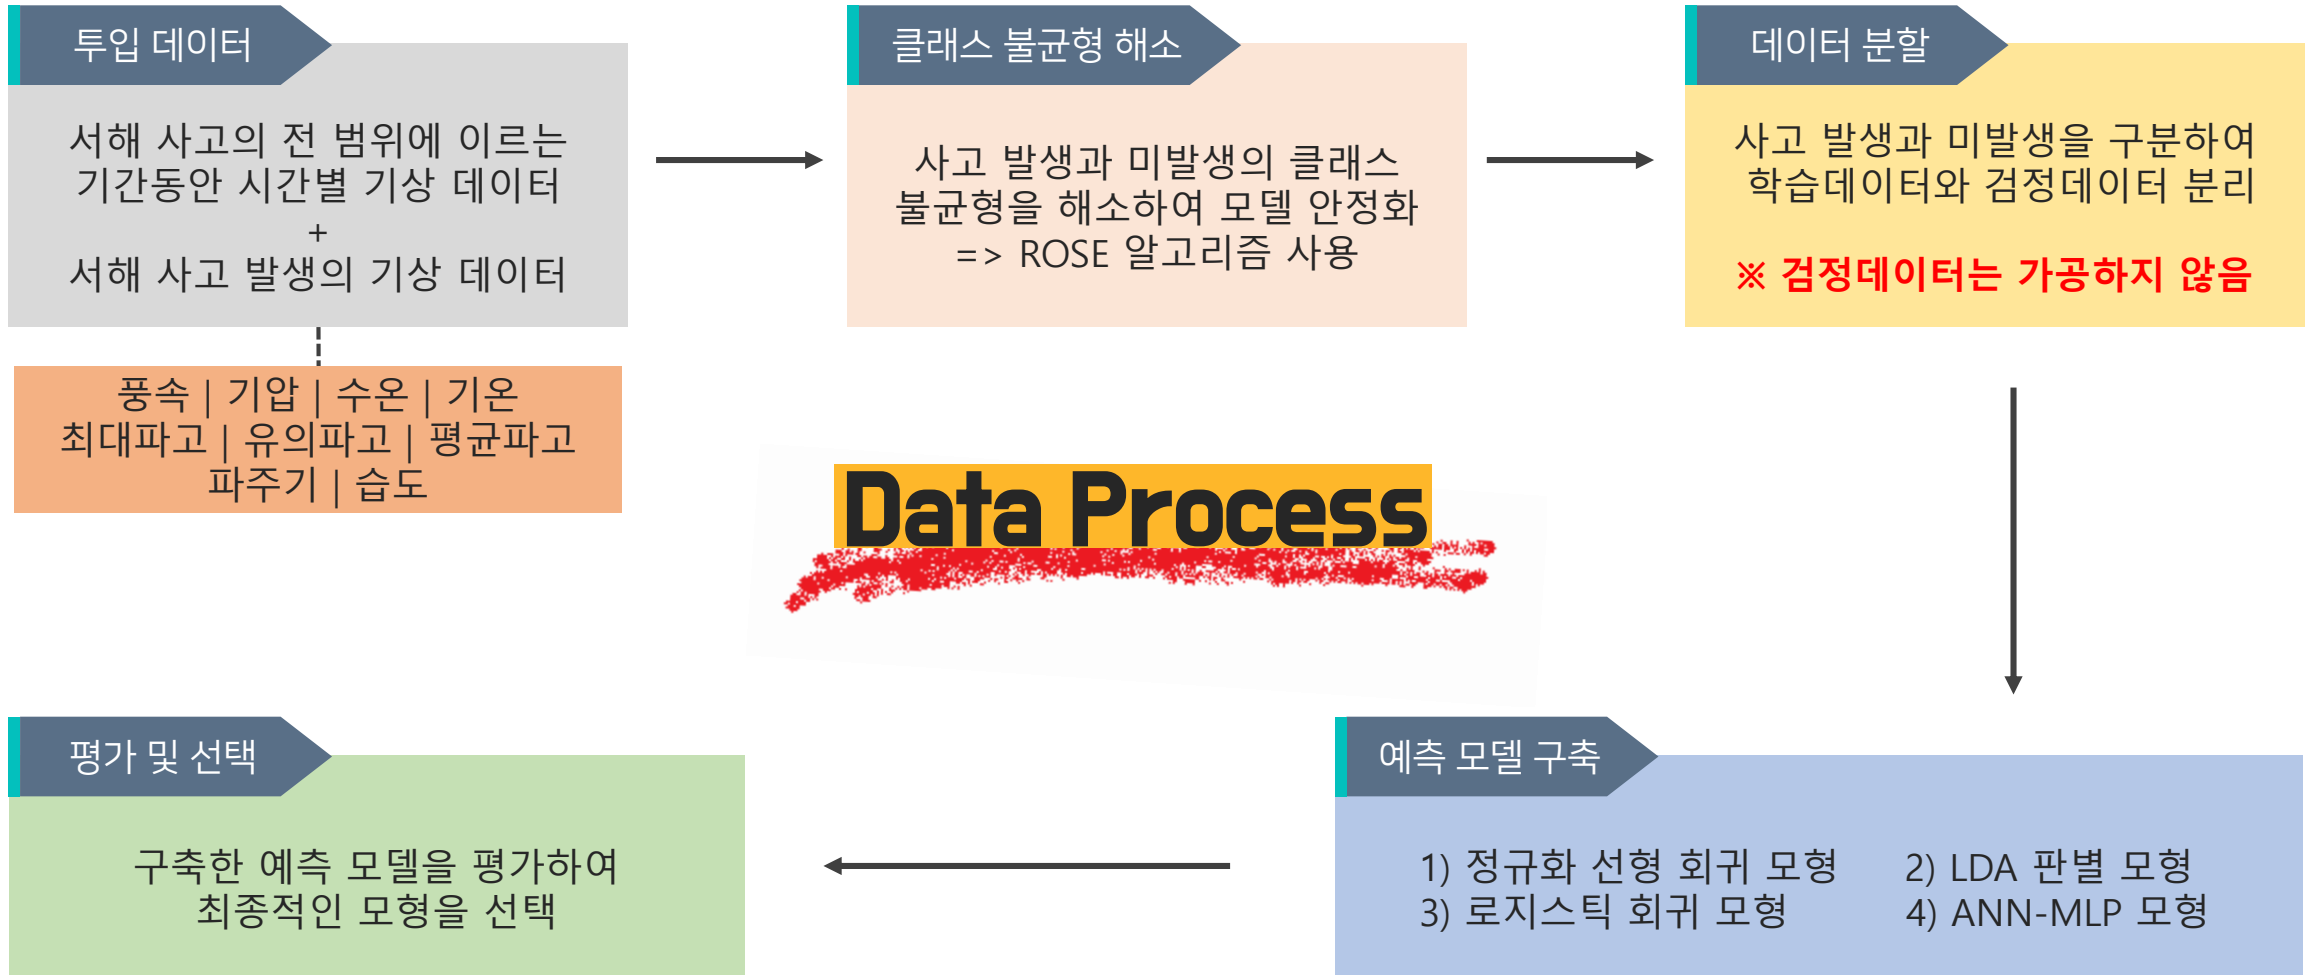 투입 데이터
서해 사고의 전 범위에 이르는
기간동안 시간별 기상 데이터
+
서해 사고 발생의 기상 데이터
풍속 | 기압 | 수온 | 기온
최대파고 | 유의파고 | 평균파고
파주기 | 습도
클래스 불균형 해소
사고 발생과 미발생의 클래스
불균형을 해소하여 모델 안정화
=> ROSE 알고리즘 사용
데이터 분할
사고 발생과 미발생을 구분하여
학습데이터와 검정데이터 분리
※ 검정데이터는 가공하지 않음
Data Process
예측 모델 구축
1) 정규화 선형 회귀 모형 2) LDA 판별 모형
3) 로지스틱 회귀 모형 4) ANN-MLP 모형
평가 및 선택
구축한 예측 모델을 평가하여
최종적인 모형을 선택